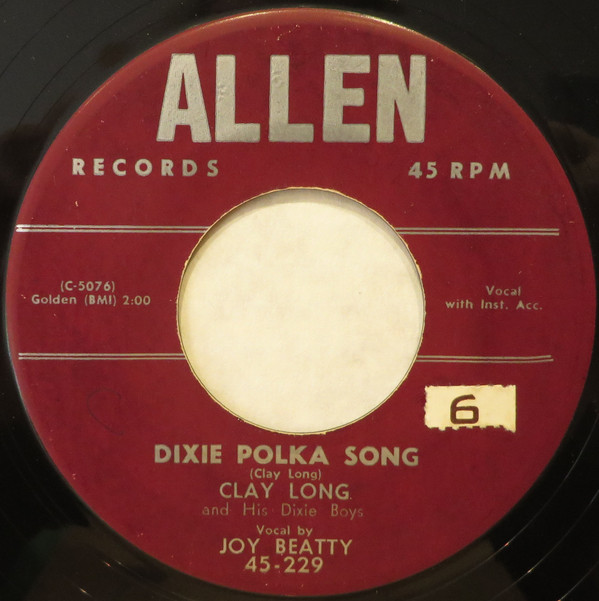 ALLEN
RECORDS 45 RPM
(C-5076)
Golden (BMI) 2:00
Vocal
with Inst. Acc.
6
DIXIE POLKA SONG
(Clay Long)
CLAY LONG
and His Dixie Boys
Vocal by
JOY BEATTY
45-229